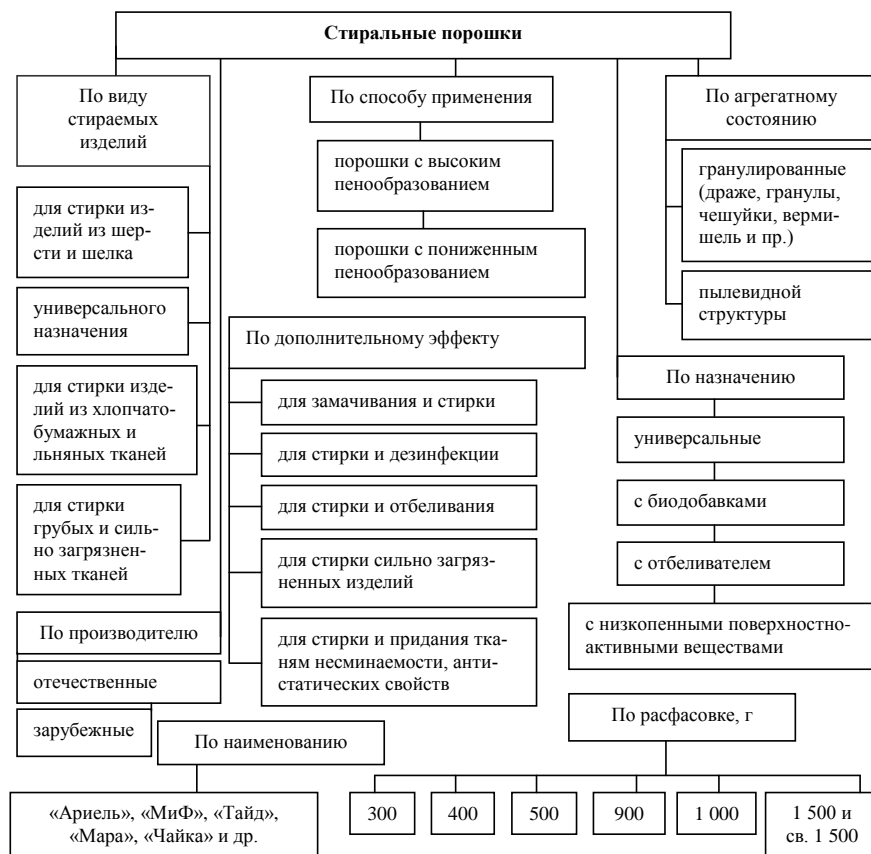 Стиральные порошки
По виду
стираемых
изделий
для стирки из-
делий из шер-
сти и шелка
универсального
назначения
для стирки изде-
лий из хлопчато-
бумажных и
льняных тканей
для стирки
грубых и силь-
но загрязнен-
ных тканей
По производителю
отечественные
зарубежные
По способу применения
порошки с высоким
пенообразованием
порошки с пониженным
пенообразованием
По дополнительному эффекту
для замачивания и стирки
для стирки и дезинфекции
для стирки и отбеливания
для стирки сильно загряз-
ненных изделий
для стирки и придания тка-
ням несминаемости, анти-
статических свойств
По агрегатному
состоянию
гранулированные
(драже, гранулы,
чешуйки, верми-
шель и пр.)
пылевидной
структуры
По назначению
универсальные
с биодобавками
с отбеливателем
с низкопенными поверхностно-
активными веществами
По наименованию
«Ариель», «МиФ», «Тайд»,
«Мара», «Чайка» и др.
По расфасовке, г
300
400
500
900
1 000
1 500 и
св. 1 500